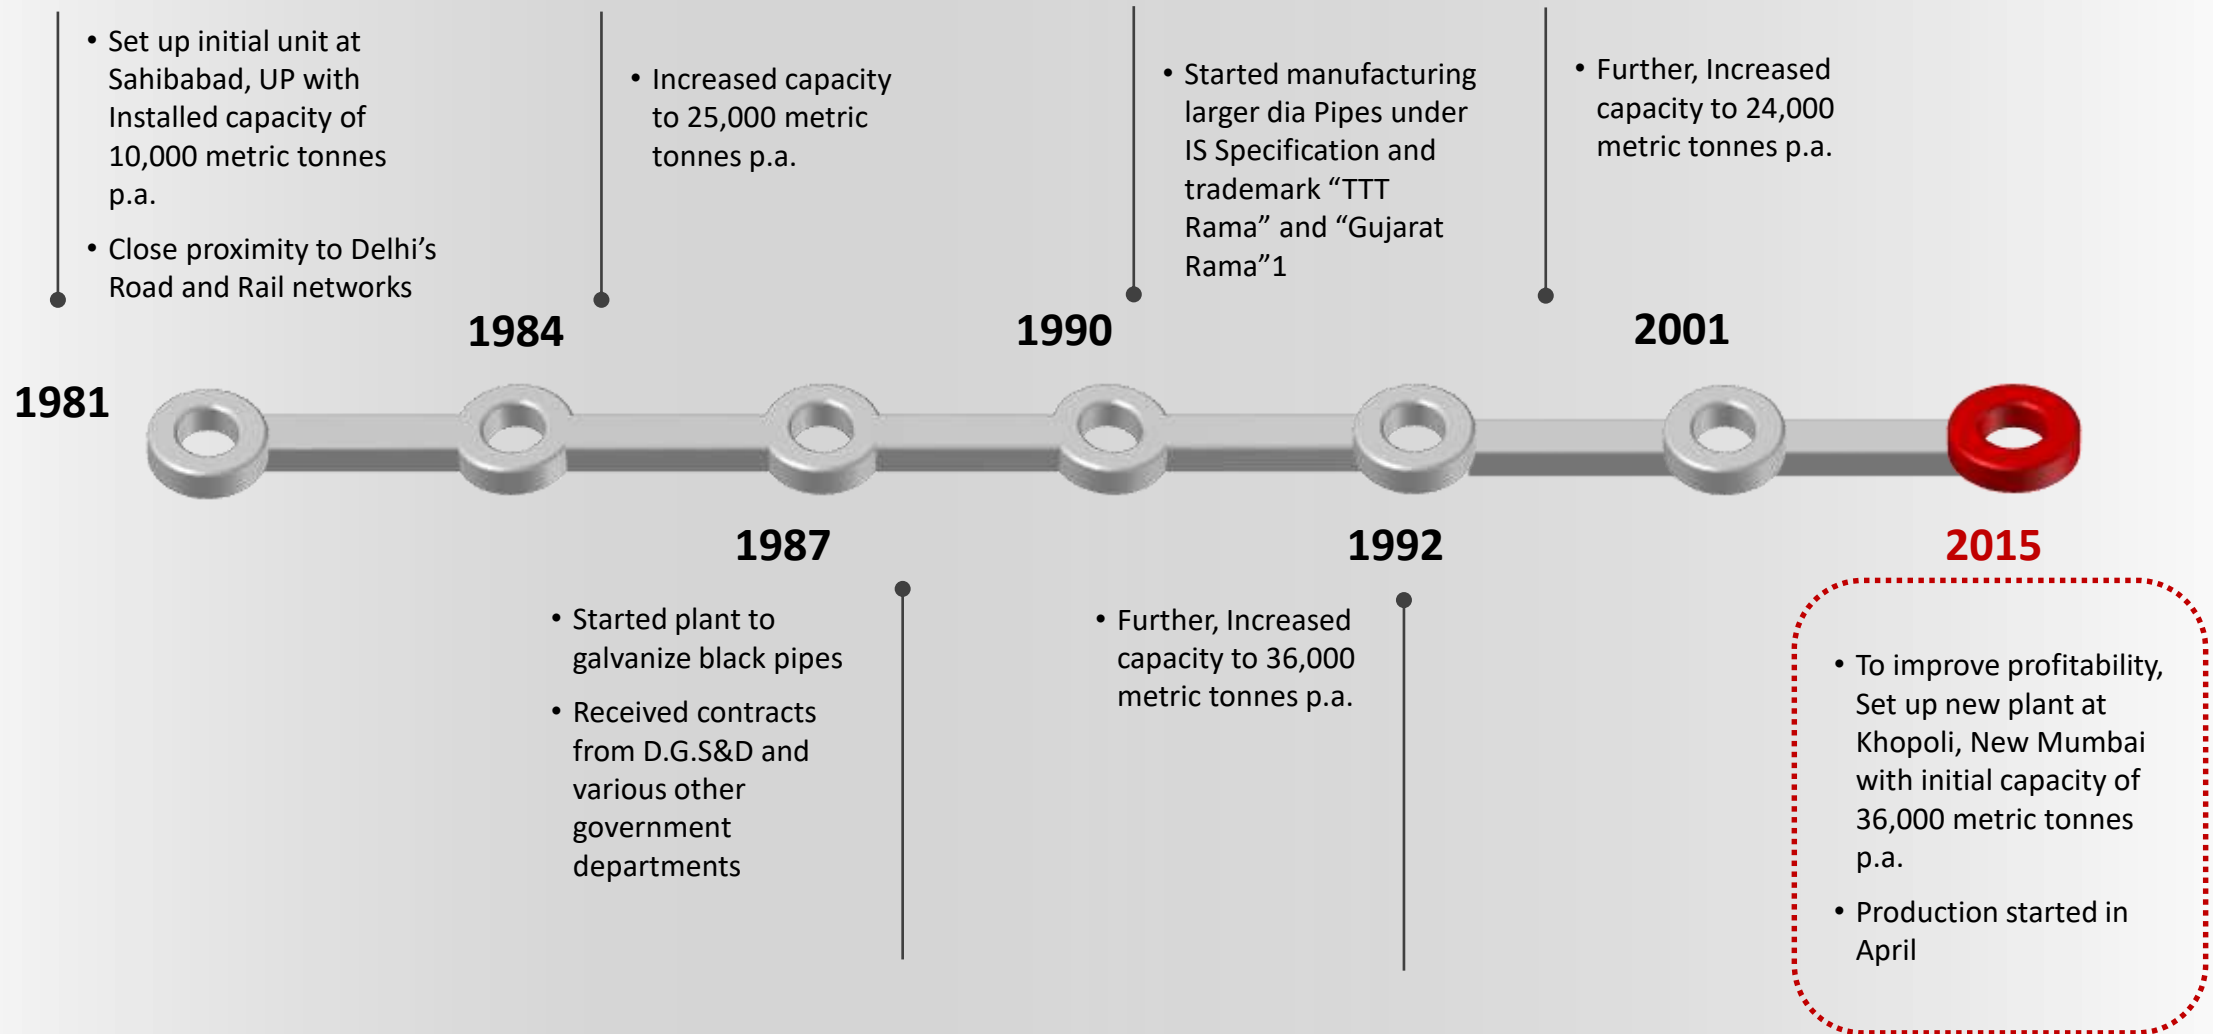 1981
• Set up initial unit at
Sahibabad, UP with
Installed capacity of
10,000 metric tonnes
p.a.
• Close proximity to Delhi’s
Road and Rail networks
1984
• Increased capacity
to 25,000 metric
tonnes p.a.
1987
• Started plant to
galvanize black pipes
• Received contracts
from D.G.S&D and
various other
government
departments
1990
• Started manufacturing
larger dia Pipes under
IS Specification and
trademark “TTT
Rama” and “Gujarat
Rama”1
1992
• Further, Increased
capacity to 36,000
metric tonnes p.a.
2001
• Further, Increased
capacity to 24,000
metric tonnes p.a.
2015
• To improve profitability,
Set up new plant at
Khopoli, New Mumbai
with initial capacity of
36,000 metric tonnes
p.a.
• Production started in
April